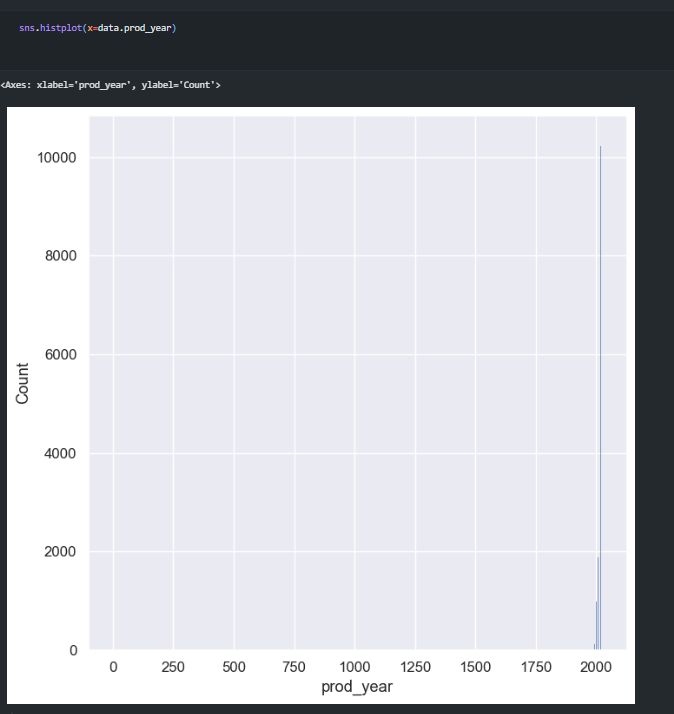 sns.histplot(x=data.prod_year)
<Axes: xlabel='prod_year', ylabel='Count'>
10000
8000
6000
4000
2000
0
Count
0 250 500 750 1000 1250 1500 1750 2000
prod_year